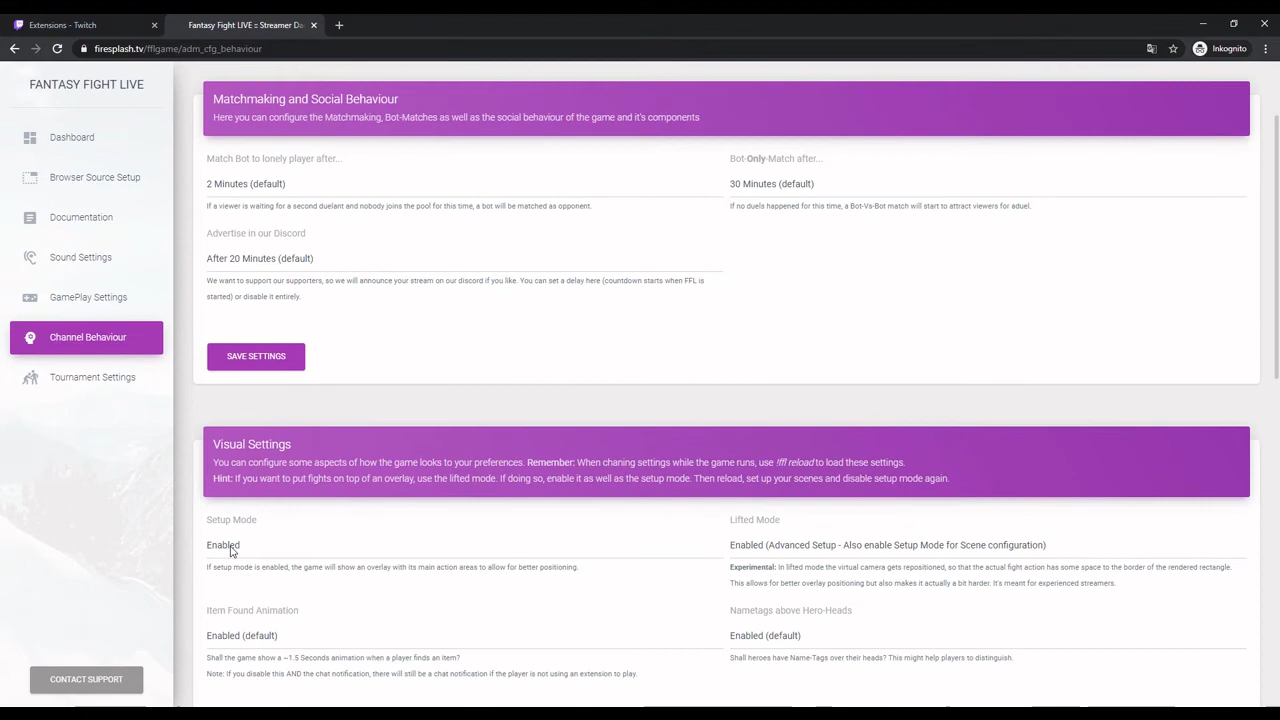 Extensions - Twitch
Fantasy Fight LIVE :: Streamer Da
firesplash.tv/fflgame/adm_cfg_behaviour
Inkognito
FANTASY FIGHT LIVE
Dashboard
Browser Source Setup
Documentation
Sound Settings
GamePlay Settings
Channel Behaviour
Tournament Settings
CONTACT SUPPORT
Matchmaking and Social Behaviour
Here you can configure the Matchmaking, Bot-Matches as well as the social behaviour of the game and it's components
Match Bot to lonely player after...
2 Minutes (default)
If a viewer is waiting for a second duelant and nobody joins the pool for this time, a bot will be matched as opponent.
Bot-Only-Match after...
30 Minutes (default)
If no duels happened for this time, a Bot-Vs-Bot match will start to attract viewers for aduel.
Advertise in our Discord
After 20 Minutes (default)
We want to support our supporters, so we will announce your stream on our discord if you like. You can set a delay here (countdown starts when FFL is
started) or disable it entirely.
SAVE SETTINGS
Visual Settings
You can configure some aspects of how the game looks to your preferences. Remember: When chaning settings while the game runs, use !ffl reload to load these settings.
Hint: If you want to put fights on top of an overlay, use the lifted mode. If doing so, enable it as well as the setup mode. Then reload, set up your scenes and disable setup mode again.
Setup Mode
Enabled
If setup mode is enabled, the game will show an overlay with its main action areas to allow for better positioning.
Lifted Mode
Enabled (Advanced Setup - Also enable Setup Mode for Scene configuration)
Experimental: In lifted mode the virtual camera gets repositioned, so that the actual fight action has some space to the border of the rendered rectangle.
This allows for better overlay positioning but also makes it actually a bit harder. It's meant for experienced streamers.
Item Found Animation
Enabled (default)
Shall the game show a ~1.5 Seconds animation when a player finds an item?
Note: If you disable this AND the chat notification, there will still be a chat notification if the player is not using an extension to play.
Nametags above Hero-Heads
Enabled (default)
Shall heroes have Name-Tags over their heads? This might help players to distinguish.